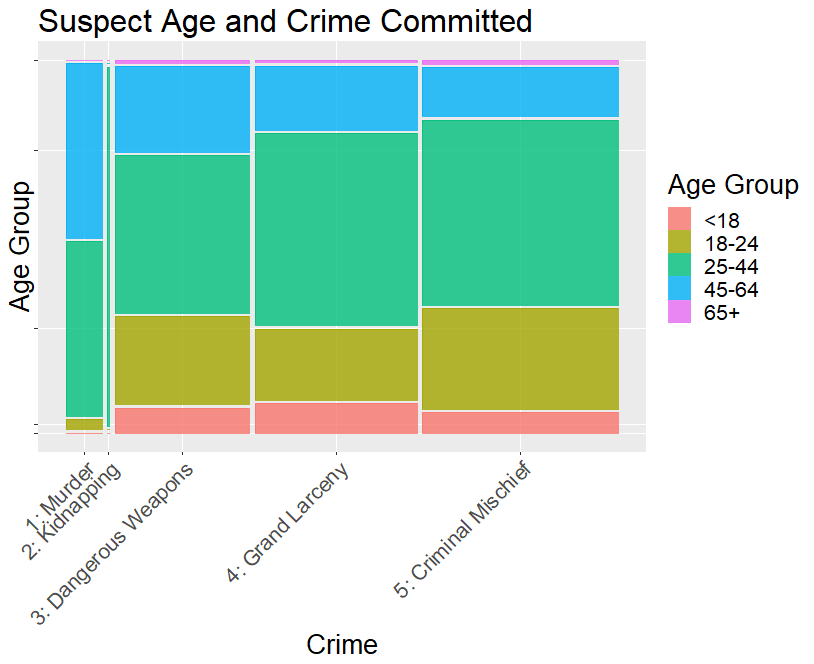 Suspect Age and Crime Committed
Age Group
Age Group
<18
18-24
25-44
45-64
65+
1: Murder
2: Kidnapping
3: Dangerous Weapons
4: Grand Larceny
5: Criminal Mischief
Crime